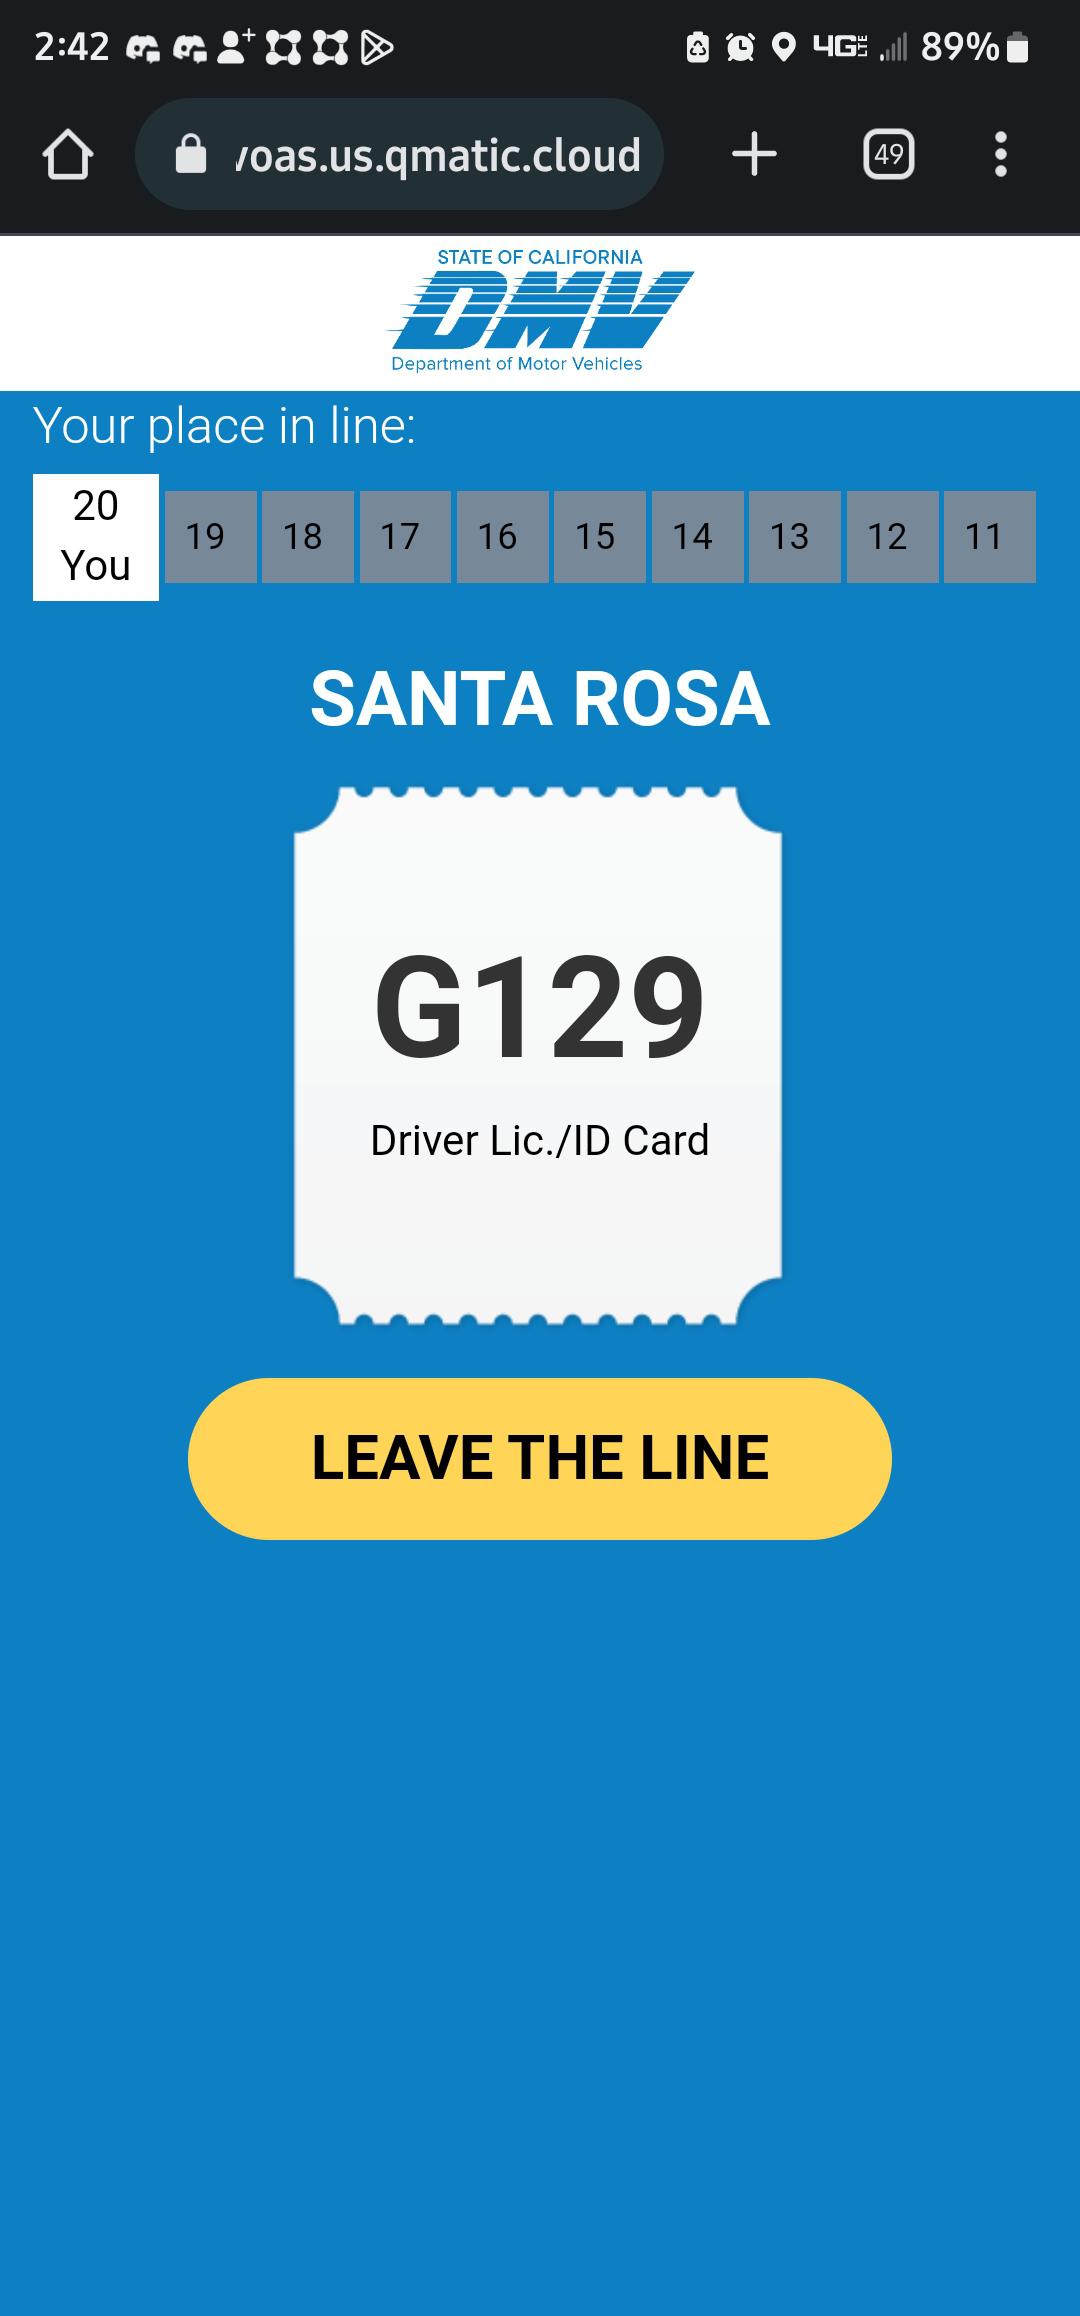 2:42 4G LTE 89%
voas.us.qmatic.cloud 49
STATE OF CALIFORNIA
DMV
Department of Motor Vehicles
Your place in line:
20 19 18 17 16 15 14 13 12 11
You
SANTA ROSA
G129
Driver Lic./ID Card
LEAVE THE LINE